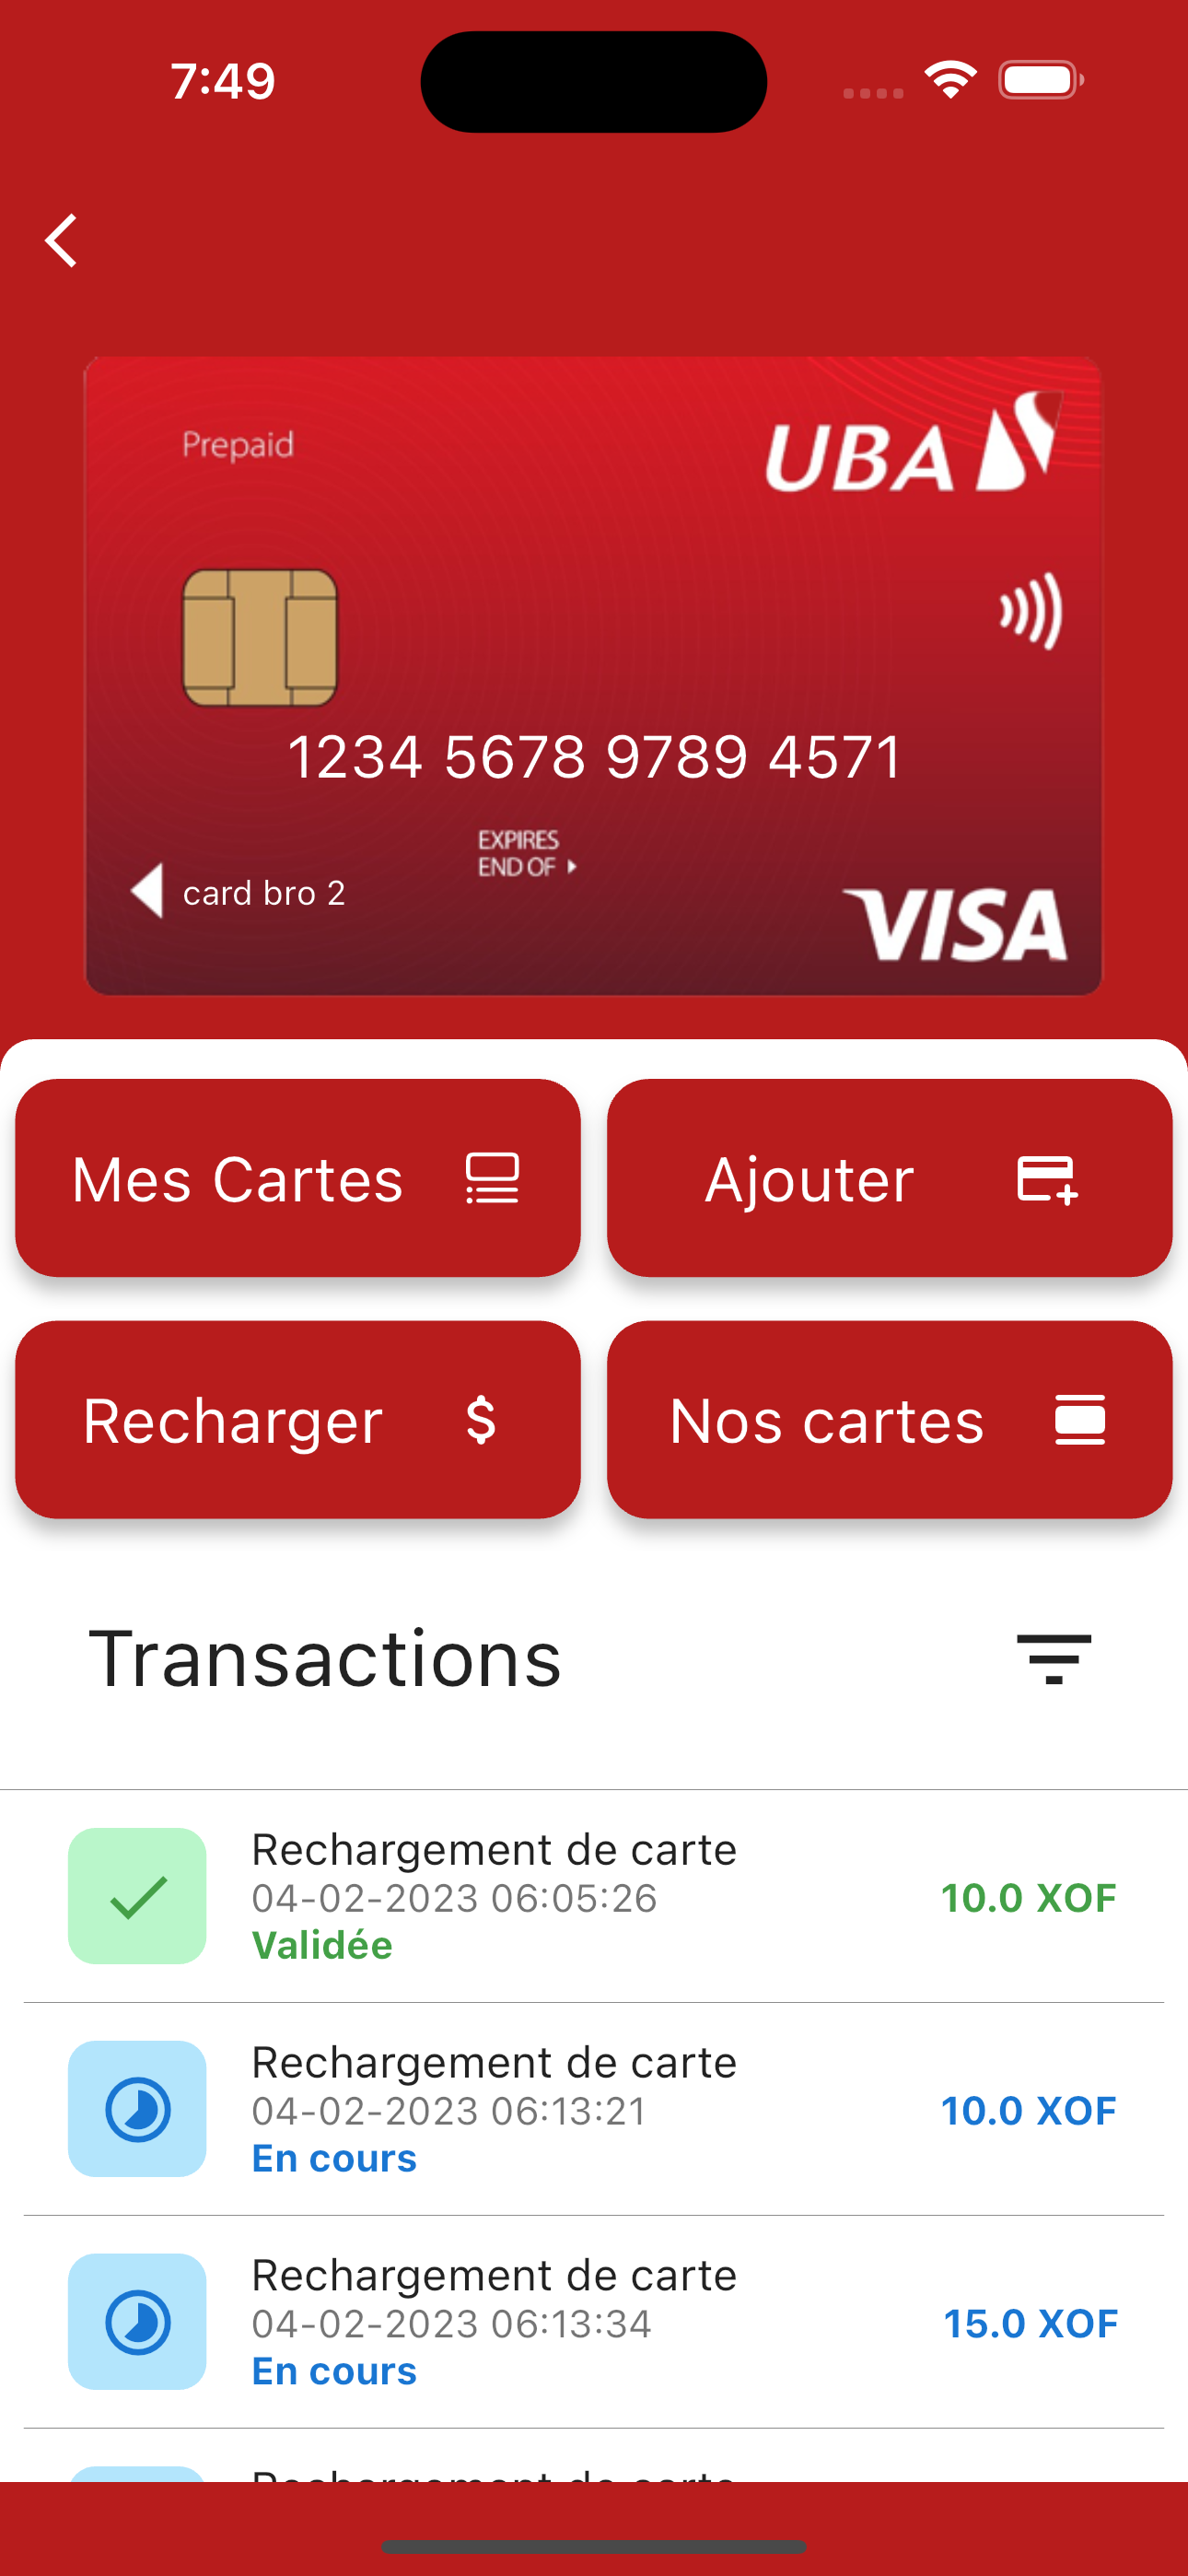 7:49
Prepaid
UBA
1234 5678 9789 4571
EXPIRES
END OF
card bro 2
VISA
Mes Cartes
Ajouter
Recharger
$
Nos cartes
Transactions
Rechargement de carte
04-02-2023 06:05:26
10.0 XOF
Validée
Rechargement de carte
04-02-2023 06:13:21
10.0 XOF
En cours
Rechargement de carte
04-02-2023 06:13:34
15.0 XOF
En cours
Rechargement de carte